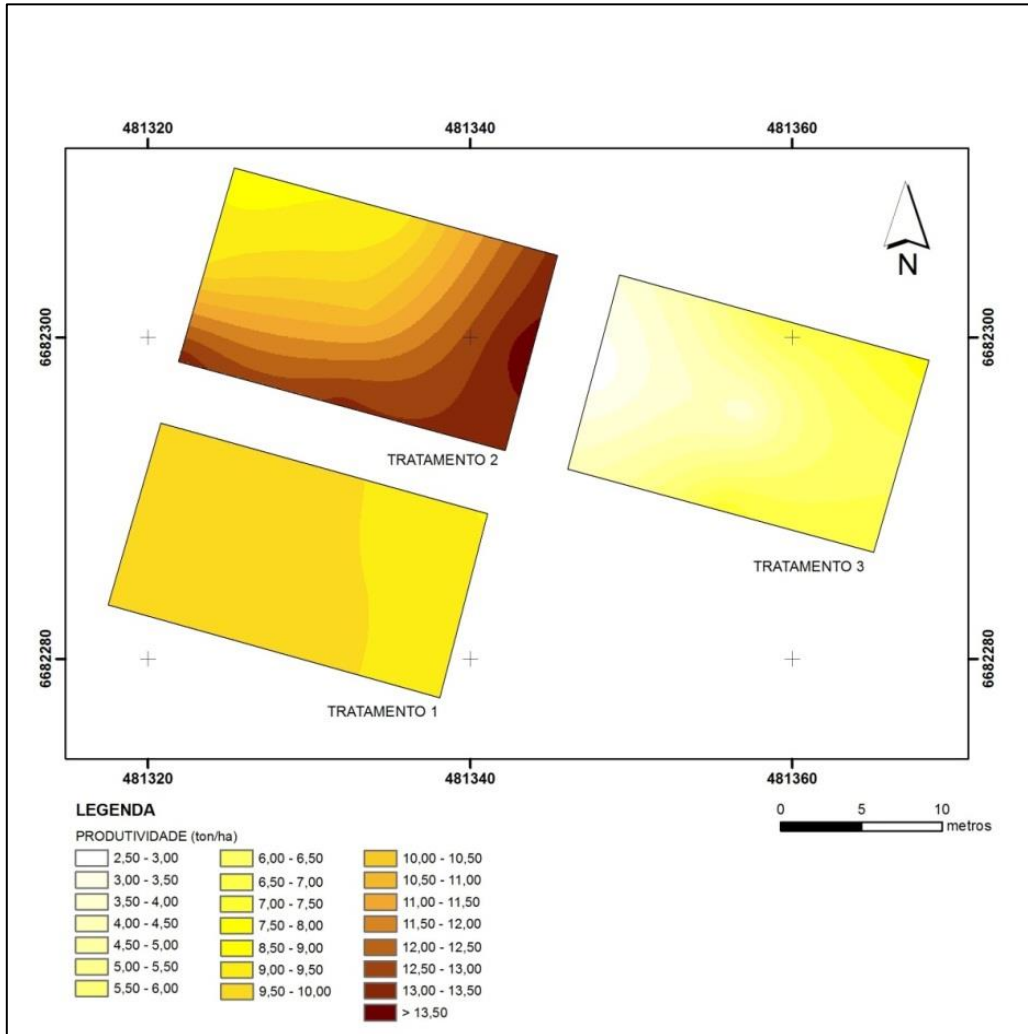 481320 481340 481360
N
6682300 6682300
TRATAMENTO 2
TRATAMENTO 3
6682280 6682280
TRATAMENTO 1
481320 481340 481360
LEGENDA
PRODUTIVIDADE (ton/ha)
2,50 - 3,00
3,00 - 3,50
3,50 - 4,00
4,00 - 4,50
4,50 - 5,00
5,00 - 5,50
5,50 - 6,00
6,00 - 6,50
6,50 - 7,00
7,00 - 7,50
7,50 - 8,00
8,50 - 9,00
9,00 - 9,50
9,50 - 10,00
10,00 - 10,50
10,50 - 11,00
11,00 - 11,50
11,50 - 12,00
12,00 - 12,50
12,50 - 13,00
13,00 - 13,50
> 13,50
0 5 10
metros